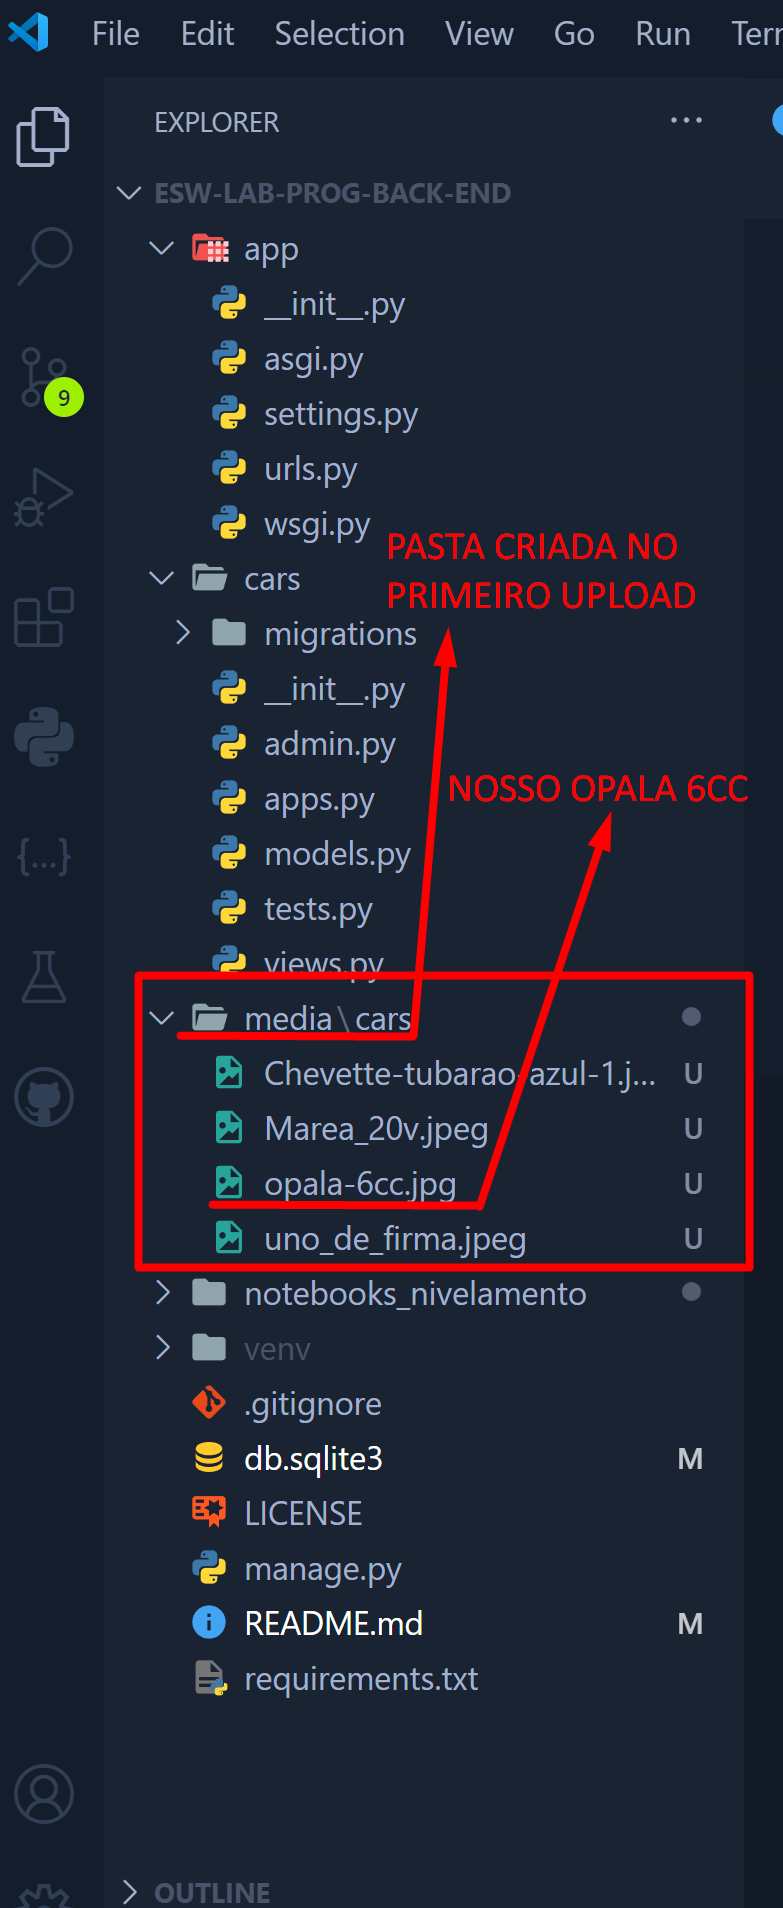 File Edit Selection View Go Run
EXPLORER
ESW-LAB-PROG-BACK-END
app
__init__.py
asgi.py
settings.py
urls.py
wsgi.py
PASTA CRIADA NO
PRIMEIRO UPLOAD
cars
migrations
__init__.py
admin.py
NOSSO OPALA 6CC
apps.py
models.py
tests.py
views.py
media\cars
Chevette-tubarao-azul-1.j... U
Marea_20v.jpeg U
opala-6cc.jpg U
uno_de_firma.jpeg U
notebooks_nivelamento
venv
.gitignore
db.sqlite3 M
LICENSE
manage.py
README.md M
requirements.txt
OUTLINE
9